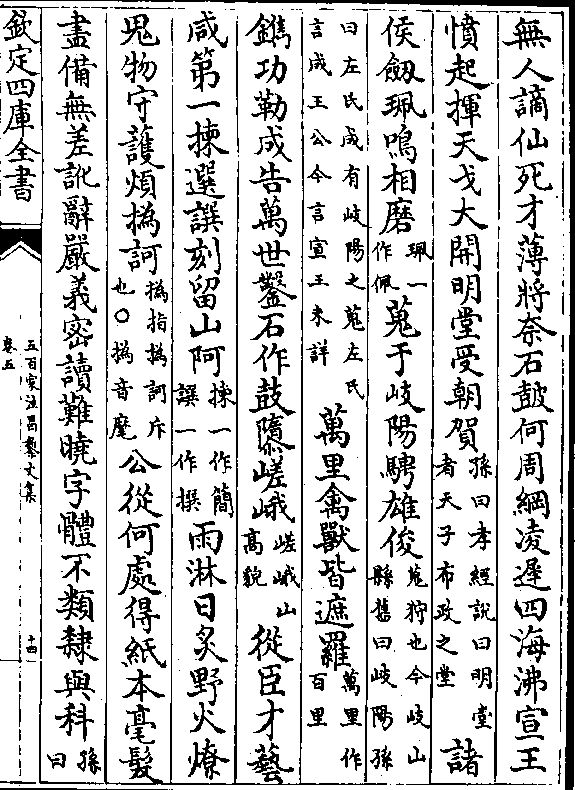 無人謫仙死才薄將奈石鼓何周綱凌遲四海沸宣王
憤起揮天戈大開明堂受朝賀孫曰孝經說曰明堂者天子布政之堂諸
侯劔珮鳴相磨珮一作佩蒐于岐陽騁雄俊蒐狩也今岐山縣舊曰岐陽孫
曰左氏成有岐陽之蒐左氏言成王公今言宣王未詳萬里禽獸皆遮羅萬里作百里
鐫功勒成告萬世鑿石作鼓隳嵯峨嵯峨山高貌從臣才藝
咸第一揀選譔刻留山阿揀一作簡譔一作撰雨淋日炙野火燎
鬼物守護煩撝訶撝指撝訶斥也○撝音麾公從何處得紙本毫髮
盡備無差訛辭嚴義密讀難曉字體不類隸與科孫曰
欽定四庫全書
五百家注昌黎文集
卷五
十四